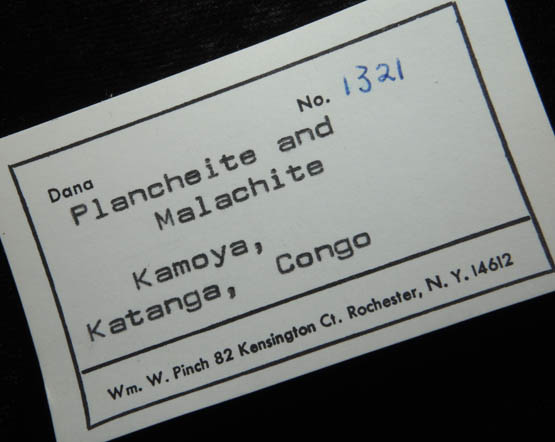 No. 1321
Dana
Plancheite and
Malachite
Kamoya,
Katanga, Congo
Wm. W. Pinch 82 Kensington Ct. Rochester, N. Y. 14612